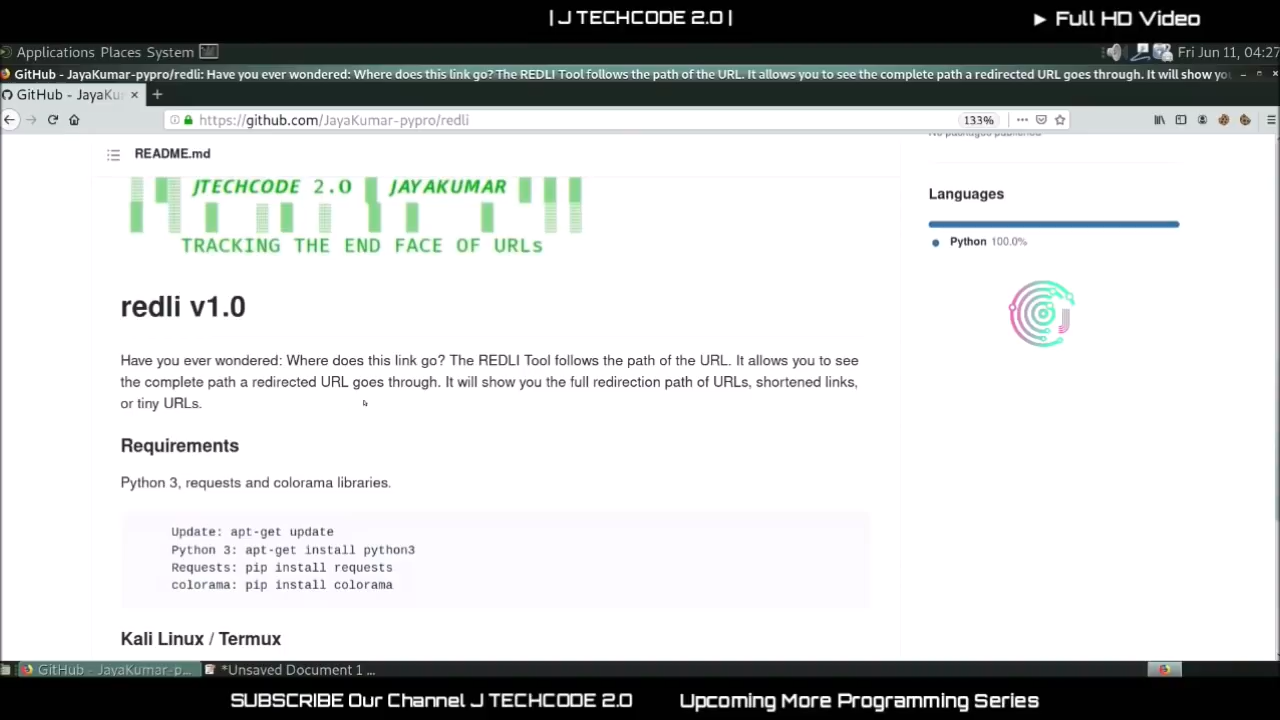 | J TECHCODE 2.0 |
► Full HD Video
Applications Places System
Fri Jun 11, 04:27
GitHub - JayaKumar-pypro/redli: Have you ever wondered: Where does this link go? The REDLI Tool follows the path of the URL. It allows you to see the complete path a redirected URL goes through. It will show yo
GitHub - JayaKu
https://github.com/JayaKumar-pypro/redli
133%
No packages published
README.md
JTECHCODE 2.0 JAYAKUMAR
TRACKING THE END FACE OF URLs
Languages
Python 100.0%
redli v1.0
Have you ever wondered: Where does this link go? The REDLI Tool follows the path of the URL. It allows you to see
the complete path a redirected URL goes through. It will show you the full redirection path of URLs, shortened links,
or tiny URLs.
Requirements
Python 3, requests and colorama libraries.
Update: apt-get update
Python 3: apt-get install python3
Requests: pip install requests
colorama: pip install colorama
Kali Linux / Termux
GitHub - JayaKumar-p...
*Unsaved Document 1 ...
SUBSCRIBE Our Channel J TECHCODE 2.0
Upcoming More Programming Series